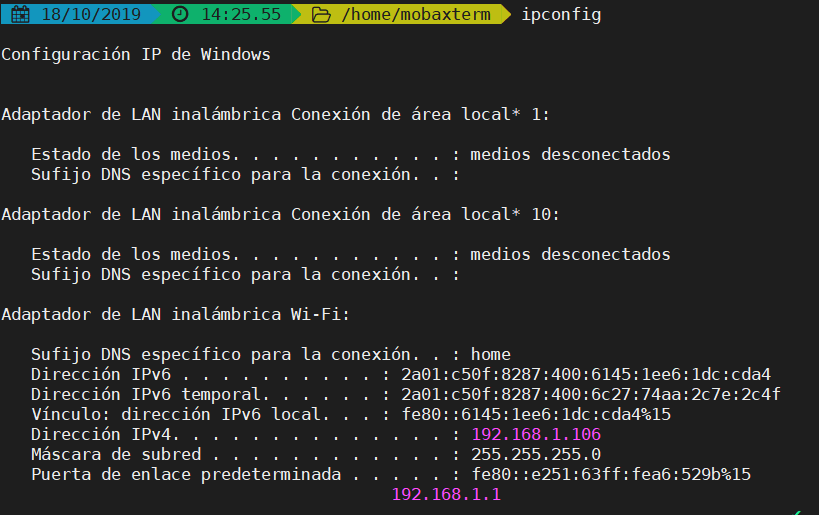 18/10/2019 14:25.55 /home/mobaxterm ipconfig
Configuración IP de Windows
Adaptador de LAN inalámbrica Conexión de área local* 1:
Estado de los medios. . . . . . . . . . . : medios desconectados
Sufijo DNS específico para la conexión. . :
Adaptador de LAN inalámbrica Conexión de área local* 10:
Estado de los medios. . . . . . . . . . . : medios desconectados
Sufijo DNS específico para la conexión. . :
Adaptador de LAN inalámbrica Wi-Fi:
Sufijo DNS específico para la conexión. . : home
Dirección IPv6 . . . . . . . . . . : 2a01:c50f:8287:400:6145:1ee6:1dc:cda4
Dirección IPv6 temporal. . . . . . : 2a01:c50f:8287:400:6c27:74aa:2c7e:2c4f
Vínculo: dirección IPv6 local. . . : fe80::6145:1ee6:1dc:cda4%15
Dirección IPv4. . . . . . . . . . . . . . : 192.168.1.106
Máscara de subred . . . . . . . . . . . . : 255.255.255.0
Puerta de enlace predeterminada . . . . . : fe80::e251:63ff:fea6:529b%15
192.168.1.1